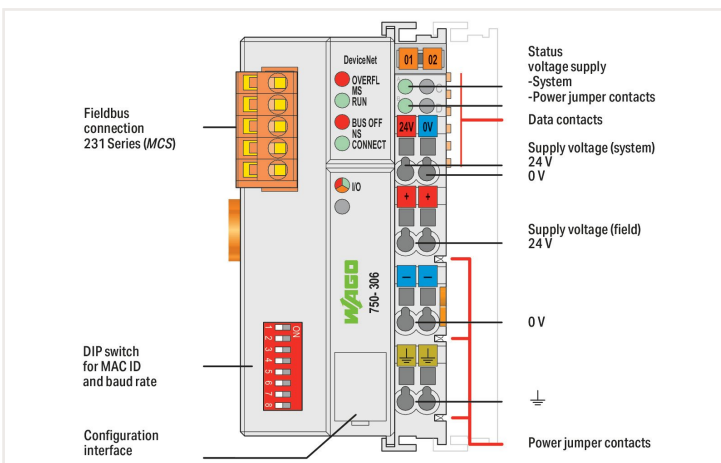 Fieldbus
connection
231 Series (MCS)
DIP switch
for MAC ID
and baud rate
Configuration
interface
DeviceNet
OVERFL
MS
RUN
BUS OFF
NS
CONNECT
I/O
WAGO
750-306
ON
1 2 3 4 5 6 7 8
01 02
C
D
24V 0V
+ +
— —
Status
voltage supply
-System
-Power jumper contacts
Data contacts
Supply voltage (system)
24 V
0 V
Supply voltage (field)
24 V
0 V
Power jumper contacts